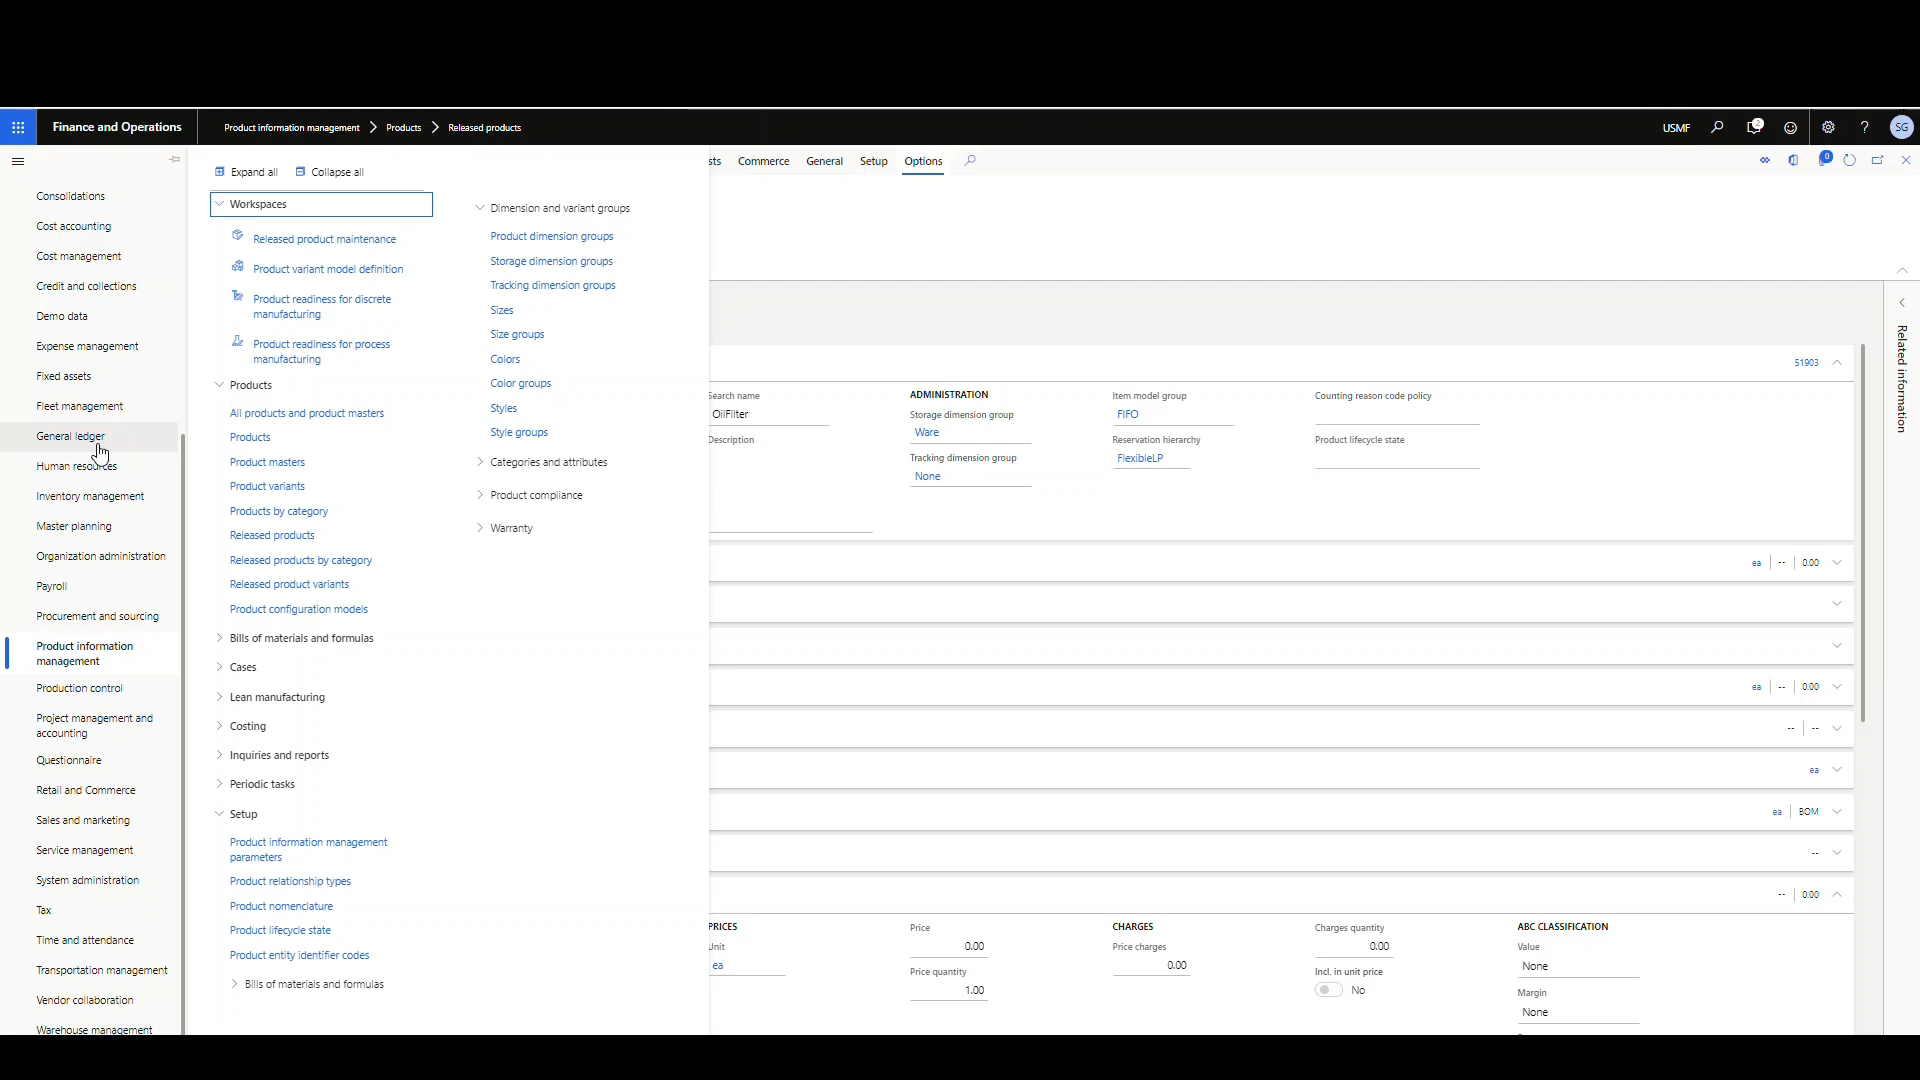 Finance and Operations
Product information management
Products
Released products
USMF
2
?
SG
Expand all
Collapse all
sts
Commerce
General
Setup
Options
0
Consolidations
Cost accounting
Cost management
Credit and collections
Demo data
Expense management
Fixed assets
Fleet management
General ledger
Human resources
Inventory management
Master planning
Organization administration
Payroll
Procurement and sourcing
Product information
management
Production control
Project management and
accounting
Questionnaire
Retail and Commerce
Sales and marketing
Service management
System administration
Tax
Time and attendance
Transportation management
Vendor collaboration
Warehouse management
Workspaces
Released product maintenance
Product variant model definition
Product readiness for discrete
manufacturing
Product readiness for process
manufacturing
Products
All products and product masters
Products
Product masters
Product variants
Products by category
Released products
Released products by category
Released product variants
Product configuration models
Bills of materials and formulas
Cases
Lean manufacturing
Costing
Inquiries and reports
Periodic tasks
Setup
Product information management
parameters
Product relationship types
Product nomenclature
Product lifecycle state
Product entity identifier codes
Bills of materials and formulas
Dimension and variant groups
Product dimension groups
Storage dimension groups
Tracking dimension groups
Sizes
Size groups
Colors
Color groups
Styles
Style groups
Categories and attributes
Product compliance
Warranty
51903
Search name
OilFilter
Description
ADMINISTRATION
Storage dimension group
Ware
Tracking dimension group
None
Item model group
FIFO
Reservation hierarchy
FlexibleLP
Counting reason code policy
Product lifecycle state
Related information
ea -- 0.00
ea -- 0.00
-- --
ea
ea BOM
--
-- 0.00
PRICES
Unit
ea
Price
0.00
Price quantity
1.00
CHARGES
Price charges
0.00
Charges quantity
0.00
Incl. in unit price
No
ABC CLASSIFICATION
Value
None
Margin
None